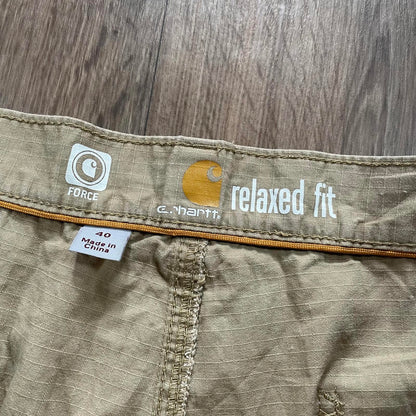 FORCE
carhartt
relaxed fit
40
Made in
China